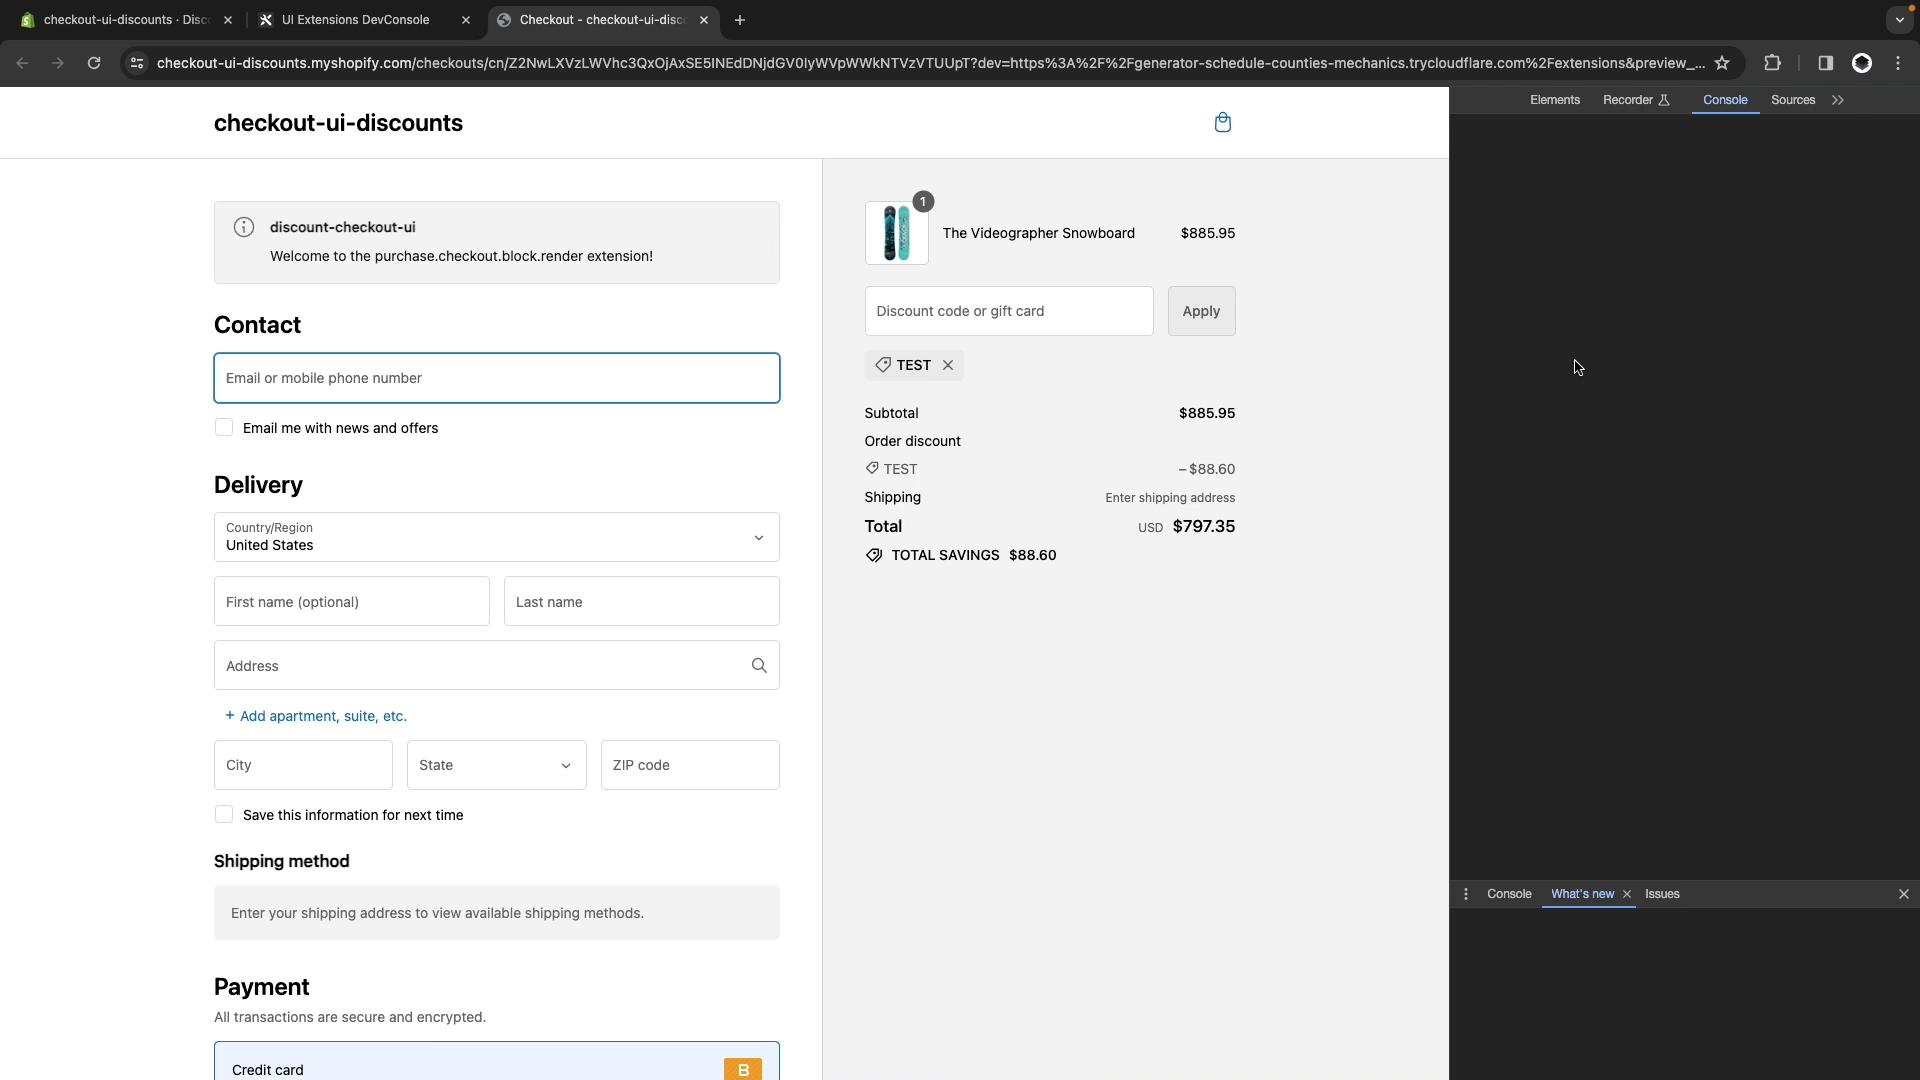 checkout-ui-discounts · Disc
UI Extensions DevConsole
Checkout - checkout-ui-disc
checkout-ui-discounts.myshopify.com/checkouts/cn/Z2NwLXVzLWVhc3QxOjAxSE5INEdDNjdGV0IyWVpWWkNTVzVTUUpT?dev=https%3A%2F%2Fgenerator-schedule-counties-mechanics.trycloudflare.com%2Fextensions&preview_...
Elements
Recorder
Console
Sources
checkout-ui-discounts
discount-checkout-ui
Welcome to the purchase.checkout.block.render extension!
Contact
Email or mobile phone number
Email me with news and offers
Delivery
Country/Region
United States
First name (optional)
Last name
Address
+ Add apartment, suite, etc.
City
State
ZIP code
Save this information for next time
Shipping method
Enter your shipping address to view available shipping methods.
Payment
All transactions are secure and encrypted.
Credit card
B
1
The Videographer Snowboard
$885.95
Discount code or gift card
Apply
TEST
Subtotal
$885.95
Order discount
TEST
– $88.60
Shipping
Enter shipping address
Total
USD $797.35
TOTAL SAVINGS $88.60
Console
What's new
Issues